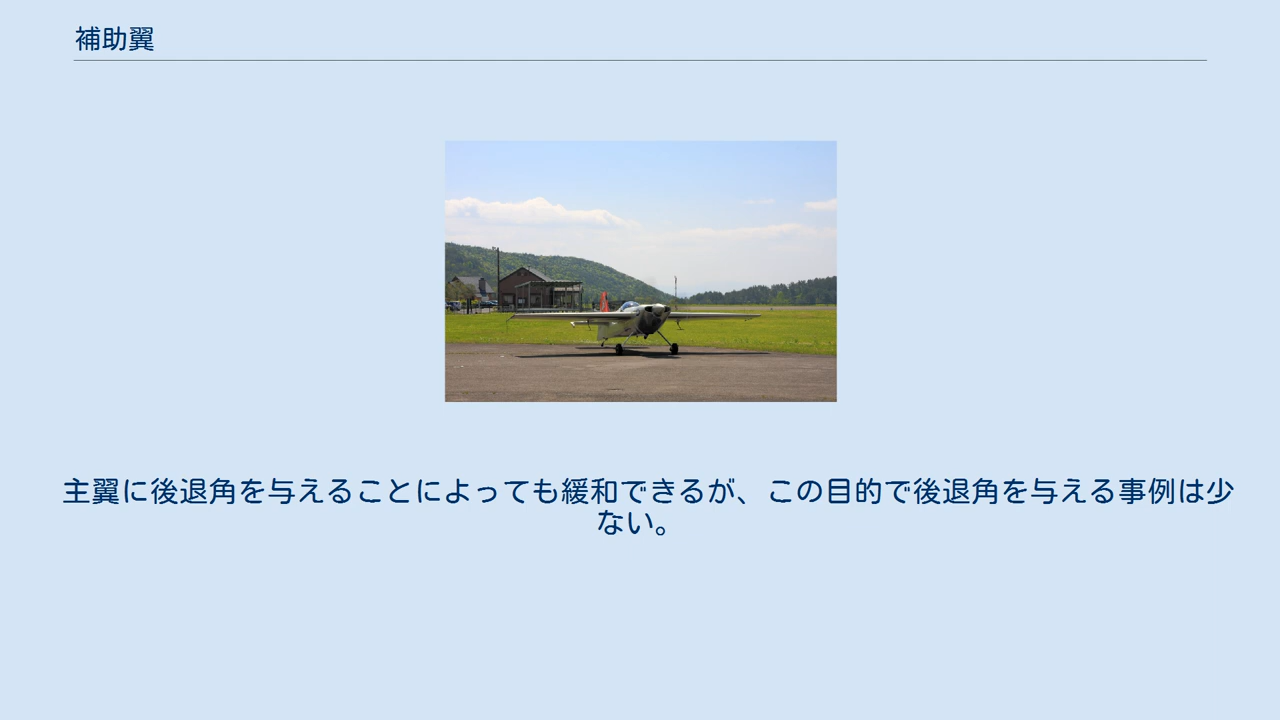 補助翼
主翼に後退角を与えることによっても緩和できるが、この目的で後退角を与える事例は少
ない。